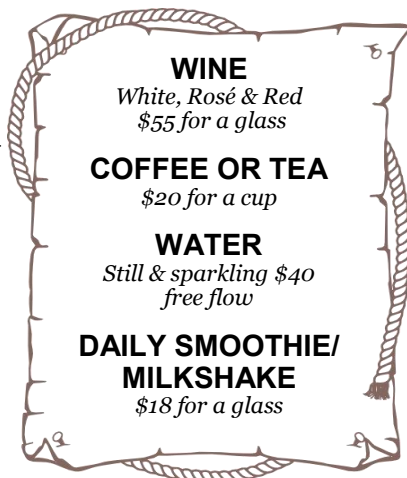 WINE
White, Rosé & Red
$55 for a glass
COFFEE OR TEA
$20 for a cup
WATER
Still & sparkling $40
free flow
DAILY SMOOTHIE/
MILKSHAKE
$18 for a glass